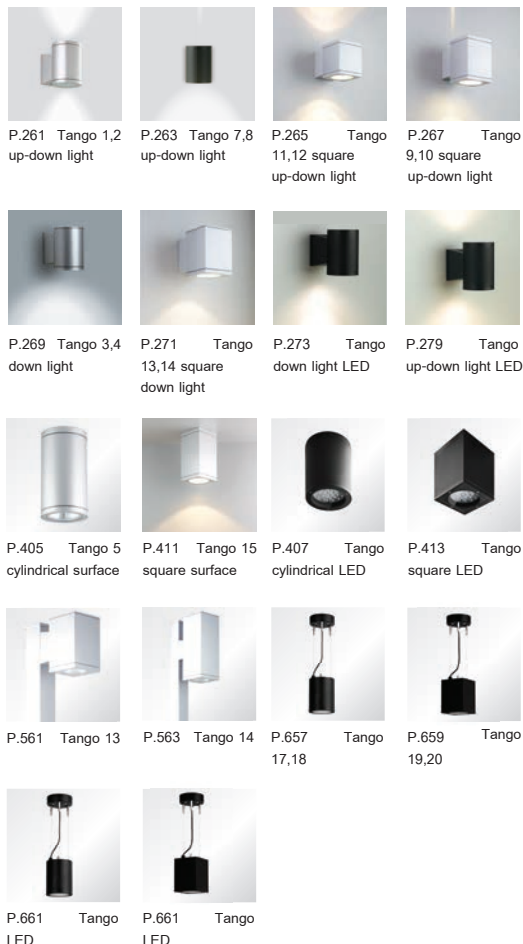 P.261 Tango 1,2
up-down light
P.263 Tango 7,8
up-down light
P.265 Tango
11,12 square
up-down light
P.267 Tango
9,10 square
up-down light
P.269 Tango 3,4
down light
P.271 Tango
13,14 square
down light
P.273 Tango
down light LED
P.279 Tango
up-down light LED
P.405 Tango 5
cylindrical surface
P.411 Tango 15
square surface
P.407 Tango
cylindrical LED
P.413 Tango
square LED
P.561 Tango 13
P.563 Tango 14
P.657 Tango
17,18
P.659 Tango
19,20
P.661 Tango
LED
P.661 Tango
LED